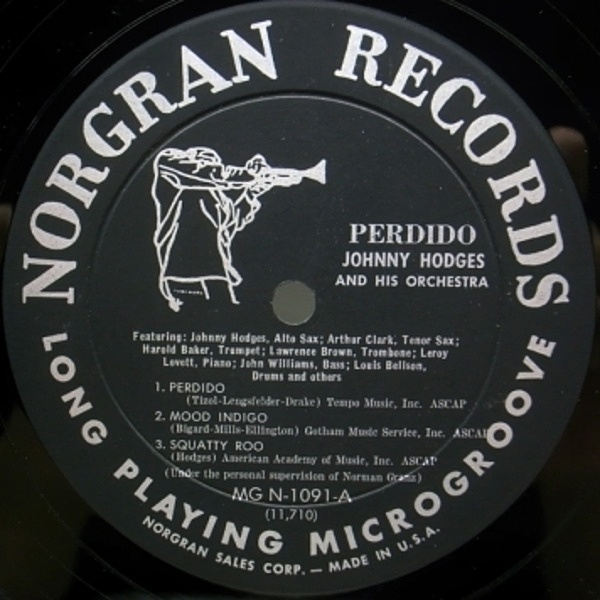 NORGRAN RECORDS
PERDIDO
JOHNNY HODGES
AND HIS ORCHESTRA
Featuring: Johnny Hodges, Alto Sax; Arthur Clark, Tenor Sax;
Harold Baker, Trumpet; Lawrence Brown, Trombone; Leroy
Lovett, Piano; John Williams, Bass; Louis Bellson,
Drums and others
1. PERDIDO
(Tizol-Lengsfelder-Drake) Tempo Music, Inc. ASCAP
2. MOOD INDIGO
(Bigard-Mills-Ellington) Gotham Music Service, Inc. ASCAP
3. SQUATTY ROO
(Hodges) American Academy of Music, Inc. ASCAP
(Under the personal supervision of Norman Granz)
MG N-1091-A
(11,710)
LONG PLAYING MICROGROOVE
NORGRAN SALES CORP. — MADE IN U.S.A.